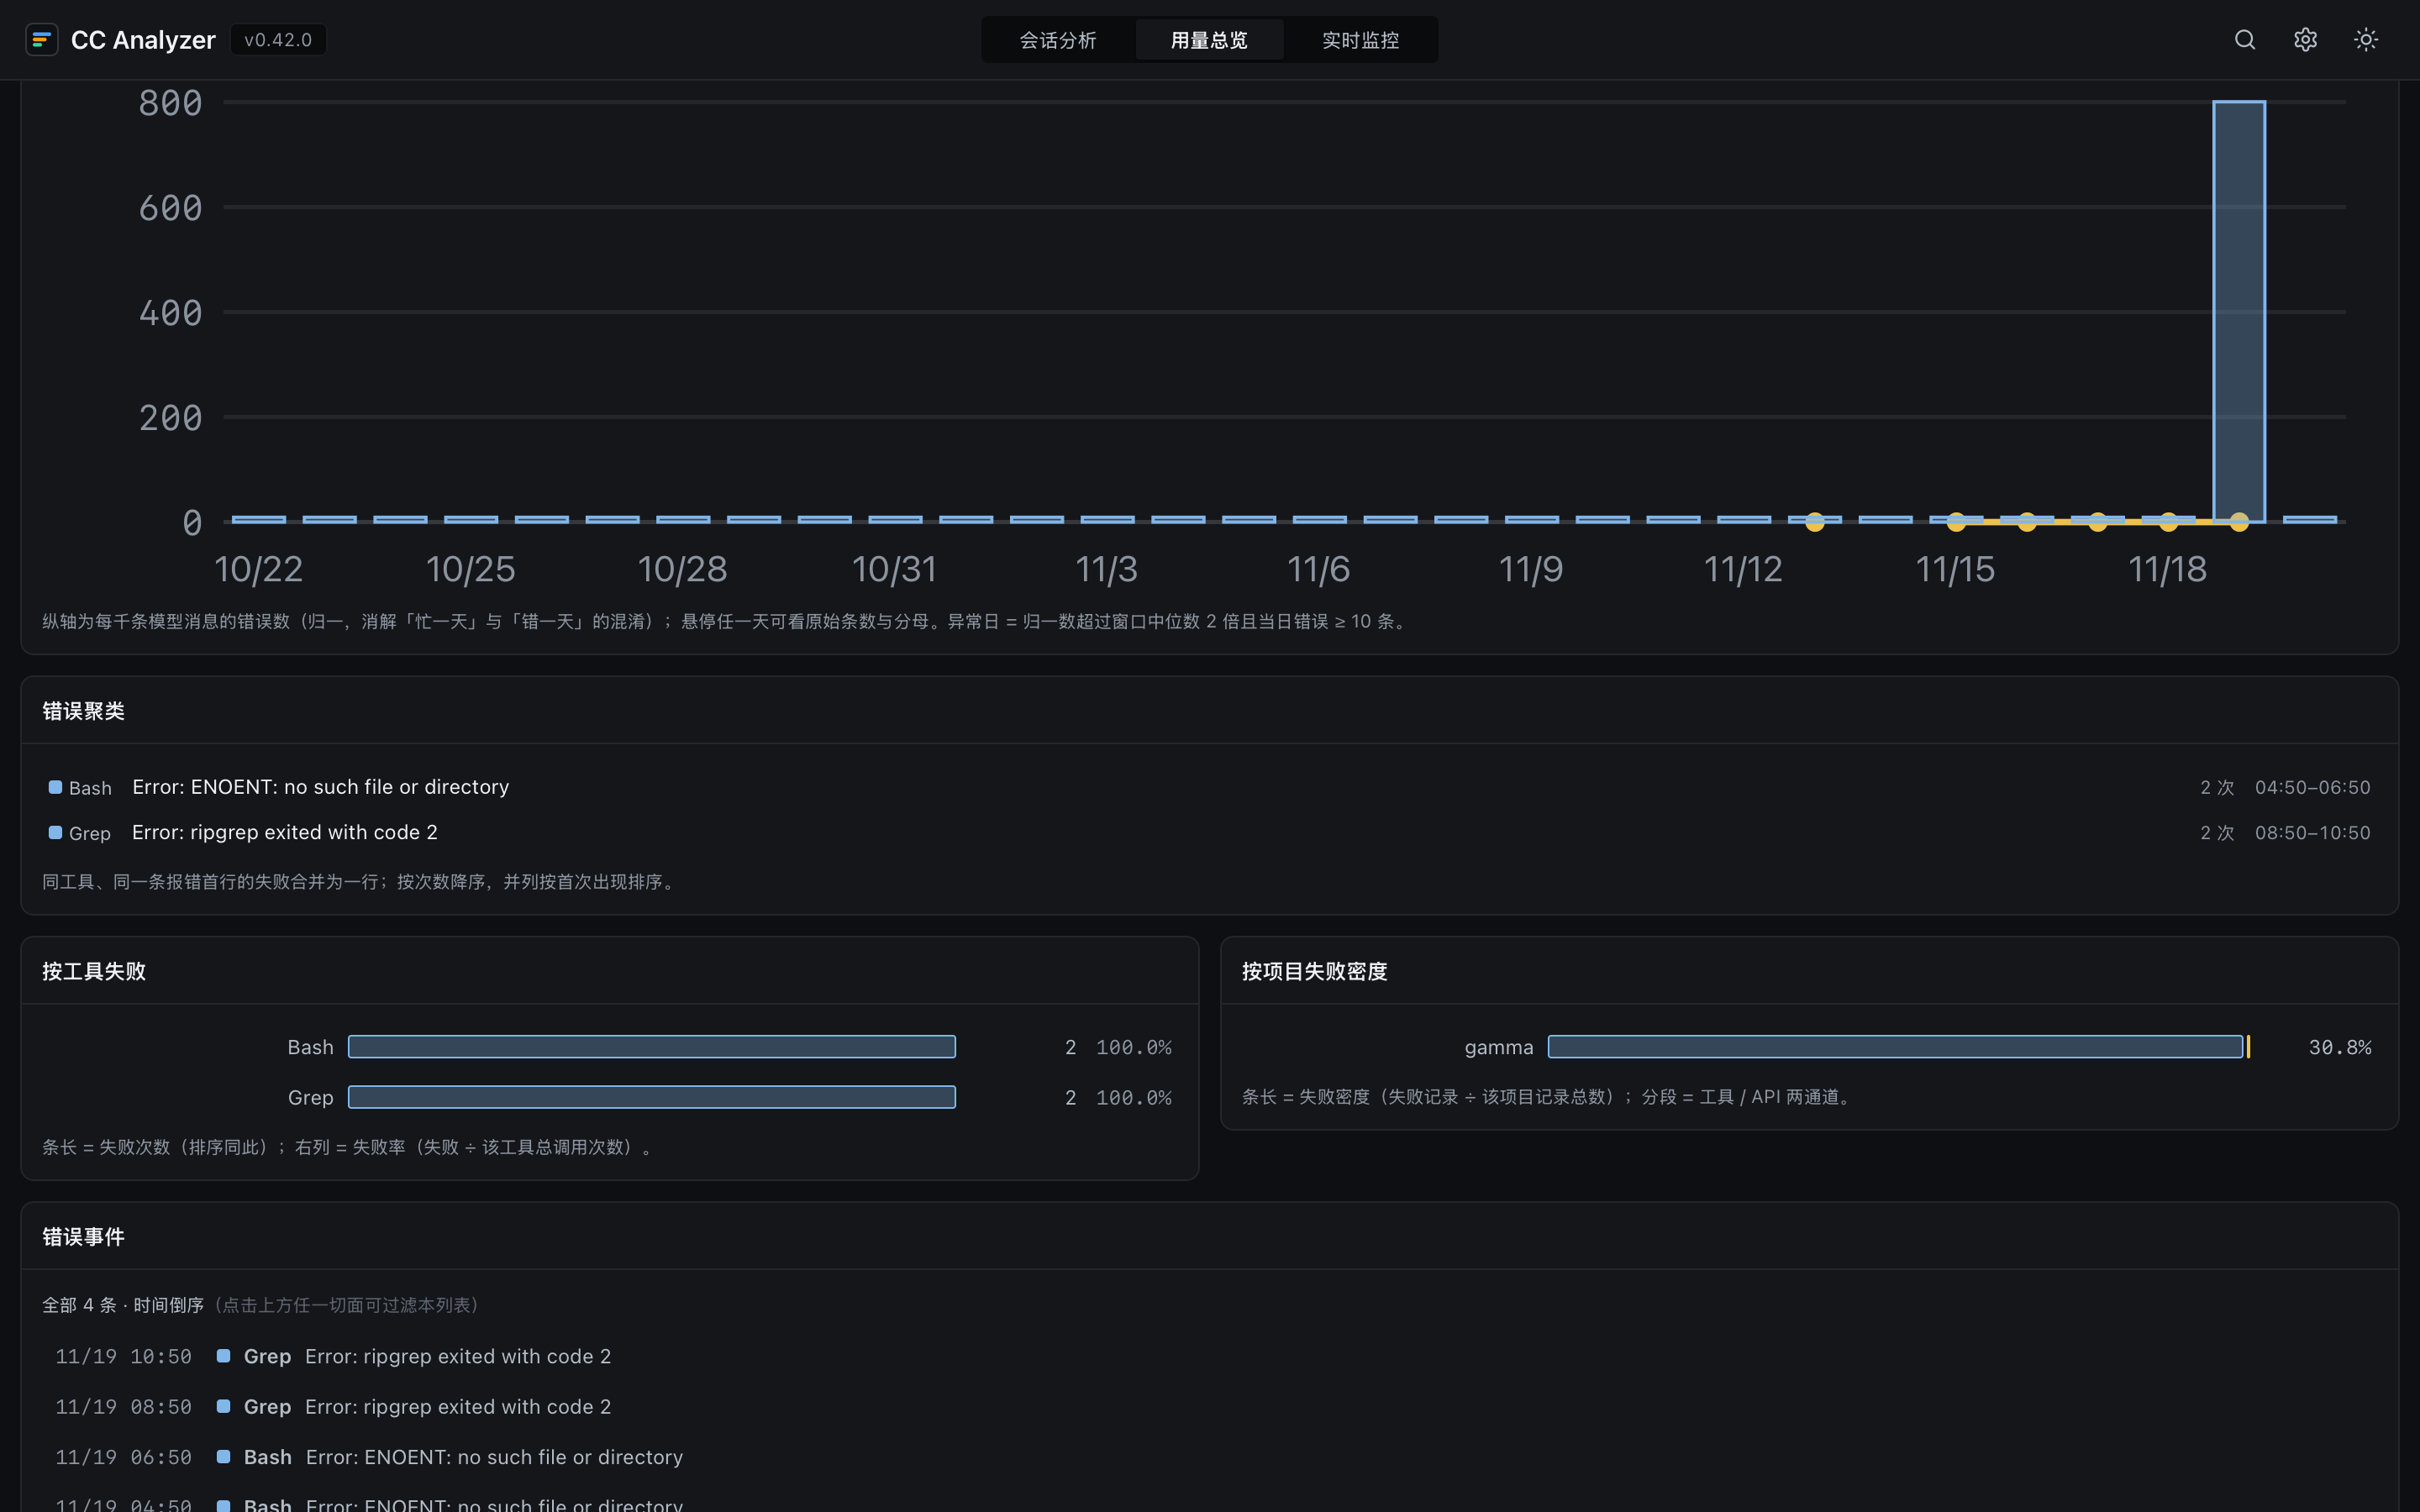 CC Analyzer v0.42.0 会话分析 用量总览 实时监控
800
600
400
200
0
10/22 10/25 10/28 10/31 11/3 11/6 11/9 11/12 11/15 11/18
纵轴为每千条模型消息的错误数（归一，消解「忙一天」与「错一天」的混淆）；悬停任一天可看原始条数与分母。异常日 = 归一数超过窗口中位数 2 倍且当日错误 ≥ 10 条。
错误聚类
Bash Error: ENOENT: no such file or directory 2 次 04:50–06:50
Grep Error: ripgrep exited with code 2 2 次 08:50–10:50
同工具、同一条报错首行的失败合并为一行；按次数降序，并列按首次出现排序。
按工具失败
Bash 2 100.0%
Grep 2 100.0%
条长 = 失败次数（排序同此）；右列 = 失败率（失败 ÷ 该工具总调用次数）。
按项目失败密度
gamma 30.8%
条长 = 失败密度（失败记录 ÷ 该项目记录总数）；分段 = 工具 / API 两通道。
错误事件
全部 4 条 · 时间倒序（点击上方任一切面可过滤本列表）
11/19 10:50 Grep Error: ripgrep exited with code 2
11/19 08:50 Grep Error: ripgrep exited with code 2
11/19 06:50 Bash Error: ENOENT: no such file or directory
11/19 04:50 Bash Error: ENOENT: no such file or directory